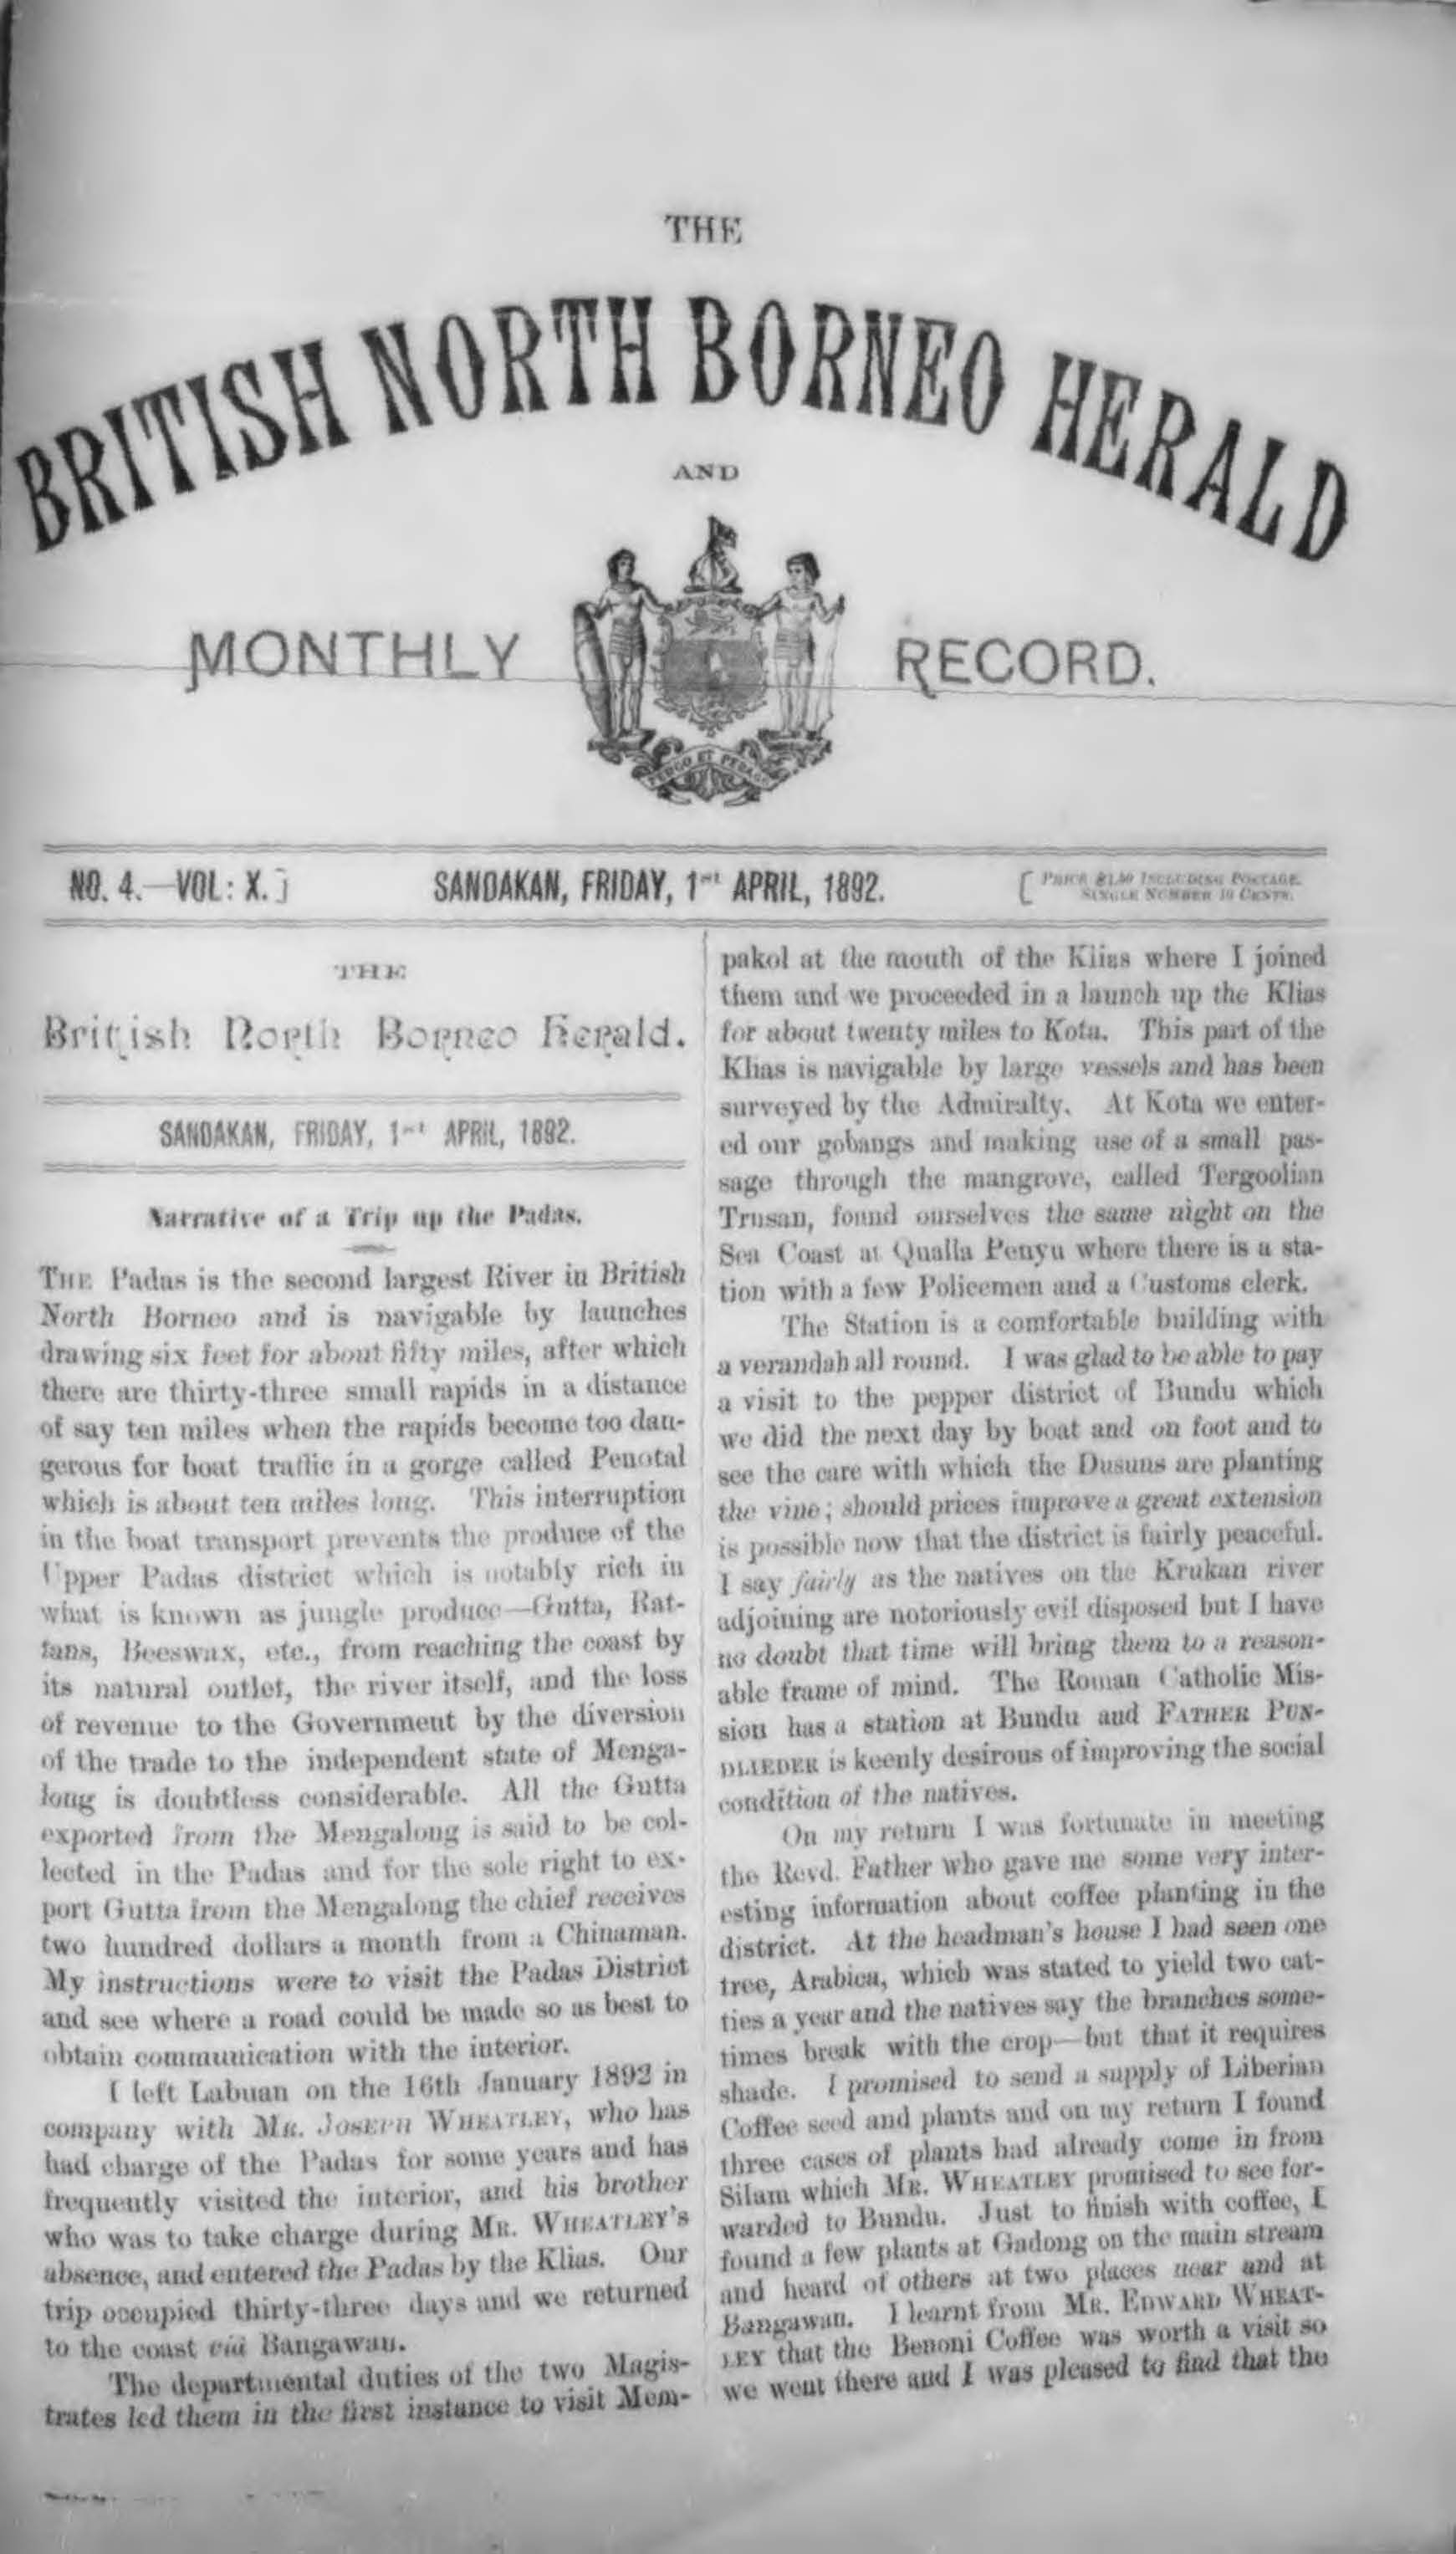 THE
BRITISH NORTH BORNEO HERALD
AND
MONTHLY RECORD.
PERGO ET PERAGO
NO. 4.—VOL: X.]
SANDAKAN, FRIDAY, 1ST APRIL, 1892.
[ PRICE $1.80 INCLUDING POSTAGE.
SINGLE NUMBER 10 CENTS.
THE
British North Borneo Herald.
SANDAKAN, FRIDAY, 1ST APRIL, 1892.
Narrative of a Trip up the Padas.
THE Padas is the second largest River in British
North Borneo and is navigable by launches
drawing six feet for about fifty miles, after which
there are thirty-three small rapids in a distance
of say ten miles when the rapids become too dan-
gerous for boat traffic in a gorge called Penotal
which is about ten miles long. This interruption
in the boat transport prevents the produce of the
Upper Padas district which is notably rich in
what is known as jungle produce—Gutta, Rat-
tans, Beeswax, etc., from reaching the coast by
its natural outlet, the river itself, and the loss
of revenue to the Government by the diversion
of the trade to the independent state of Menga-
long is doubtless considerable. All the Gutta
exported from the Mengalong is said to be col-
lected in the Padas and for the sole right to ex-
port Gutta from the Mengalong the chief receives
two hundred dollars a month from a Chinaman.
My instructions were to visit the Padas District
and see where a road could be made so as best to
obtain communication with the interior.
I left Labuan on the 16th January 1892 in
company with MR. JOSEPH WHEATLEY, who has
had charge of the Padas for some years and has
frequently visited the interior, and his brother
who was to take charge during MR. WHEATLEY'S
absence, and entered the Padas by the Klias. Our
trip occupied thirty-three days and we returned
to the coast viâ Bangawan.
The departmental duties of the two Magis-
trates led them in the first instance to visit Mem-
pakol at the mouth of the Klias where I joined
them and we proceeded in a launch up the Klias
for about twenty miles to Kota. This part of the
Klias is navigable by large vessels and has been
surveyed by the Admiralty. At Kota we enter-
ed our gobangs and making use of a small pas-
sage through the mangrove, called Tergoolian
Trusan, found ourselves the same night on the
Sea Coast at Qualla Penyu where there is a sta-
tion with a few Policemen and a Customs clerk.
The Station is a comfortable building with
a verandah all round. I was glad to be able to pay
a visit to the pepper district of Bundu which
we did the next day by boat and on foot and to
see the care with which the Dusuns are planting
the vine; should prices improve a great extension
is possible now that the district is fairly peaceful.
I say fairly as the natives on the Krukan river
adjoining are notoriously evil disposed but I have
no doubt that time will bring them to a reason-
able frame of mind. The Roman Catholic Mis-
sion has a station at Bundu and FATHER PUN-
DLIEDER is keenly desirous of improving the social
condition of the natives.
On my return I was fortunate in meeting
the Revd. Father who gave me some very inter-
esting information about coffee planting in the
district. At the headman's house I had seen one
tree, Arabica, which was stated to yield two cat-
ties a year and the natives say the branches some-
times break with the crop—but that it requires
shade. I promised to send a supply of Liberian
Coffee seed and plants and on my return I found
three cases of plants had already come in from
Silam which MR. WHEATLEY promised to see for-
warded to Bundu. Just to finish with coffee, I
found a few plants at Gadong on the main stream
and heard of others at two places near and at
Bangawan. I learnt from MR. EDWARD WHEAT-
LEY that the Benoni Coffee was worth a visit so
we went there and I was pleased to find that the